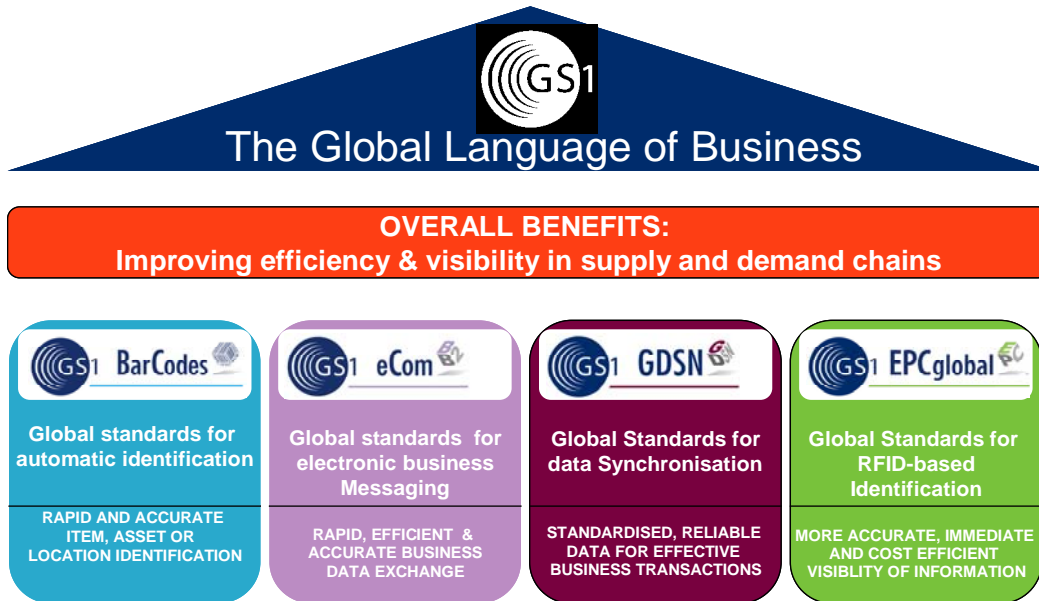 GS1
The Global Language of Business
OVERALL BENEFITS:
Improving efficiency & visibility in supply and demand chains
GS1 BarCodes
Global standards for
automatic identification
RAPID AND ACCURATE
ITEM, ASSET OR
LOCATION IDENTIFICATION
GS1 eCom
Global standards for
electronic business
Messaging
RAPID, EFFICIENT &
ACCURATE BUSINESS
DATA EXCHANGE
GS1 GDSN
Global Standards for
data Synchronisation
STANDARDISED, RELIABLE
DATA FOR EFFECTIVE
BUSINESS TRANSACTIONS
GS1 EPCglobal
Global Standards for
RFID-based
Identification
MORE ACCURATE, IMMEDIATE
AND COST EFFICIENT
VISIBLITY OF INFORMATION